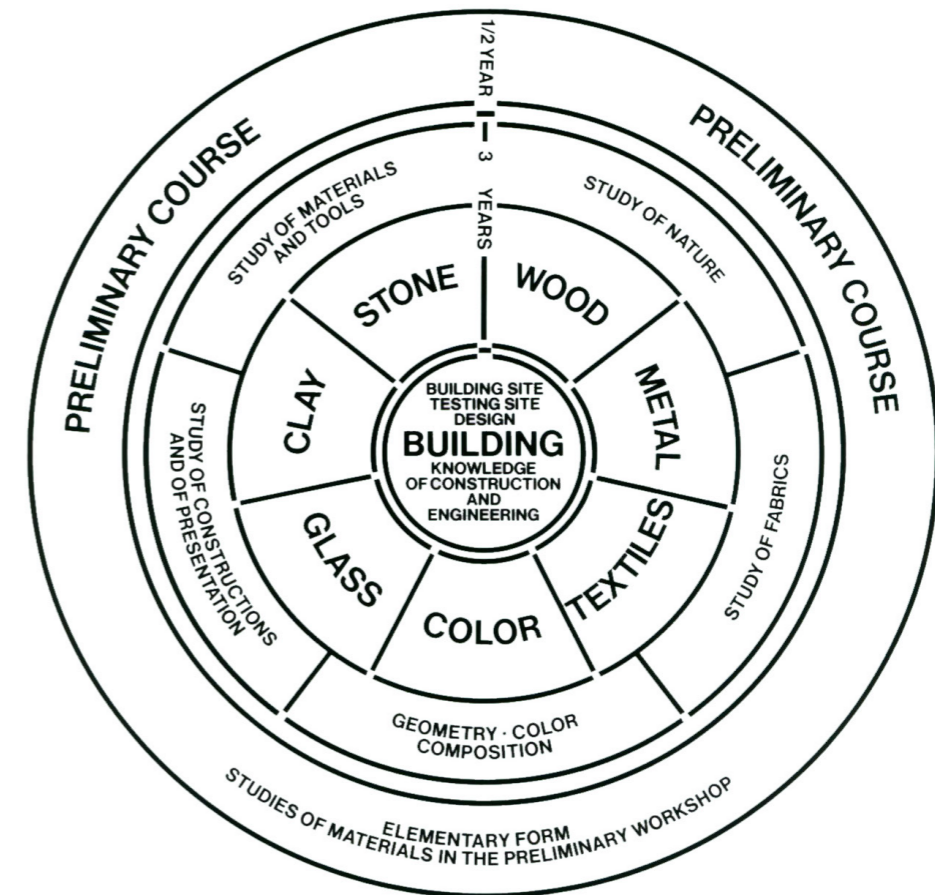 1/2 YEAR
PRELIMINARY COURSE
PRELIMINARY COURSE
3 YEARS
STUDY OF MATERIALS
AND TOOLS
STUDY OF NATURE
STONE
WOOD
CLAY
METAL
BUILDING SITE
TESTING SITE
DESIGN
BUILDING
KNOWLEDGE
OF CONSTRUCTION
AND
ENGINEERING
STUDY OF CONSTRUCTIONS
AND OF PRESENTATION
STUDY OF FABRICS
GLASS
TEXTILES
COLOR
GEOMETRY · COLOR
COMPOSITION
ELEMENTARY FORM
STUDIES OF MATERIALS IN THE PRELIMINARY WORKSHOP